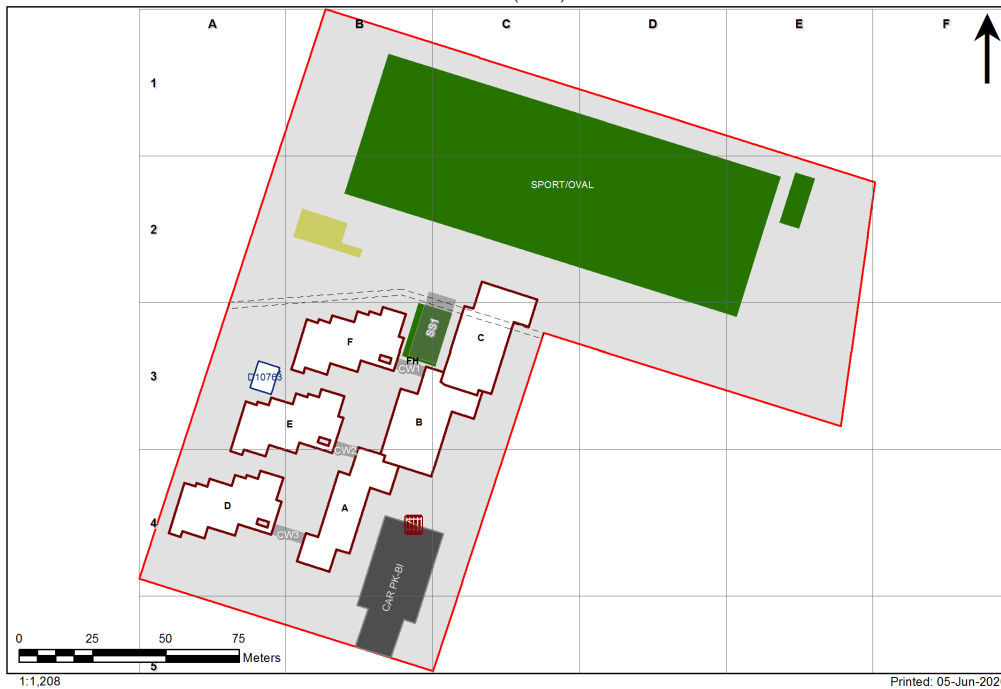 A B C D E F
1
SPORT/OVAL
2
SS1
C
F
FH
CW1
D10763
3
B
E
CW2
D
A
4
CW3
CAR PK-BI
0 25 50 75
Meters
5
1:1,208
Printed: 05-Jun-202